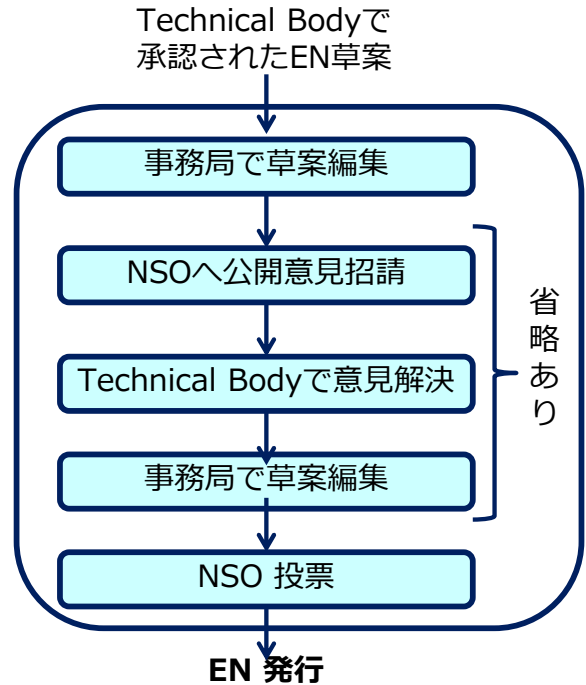 Technical Bodyで
承認されたEN草案
事務局で草案編集
NSOへ公開意見招請
Technical Bodyで意見解決
事務局で草案編集
NSO 投票
省略あり
EN 発行